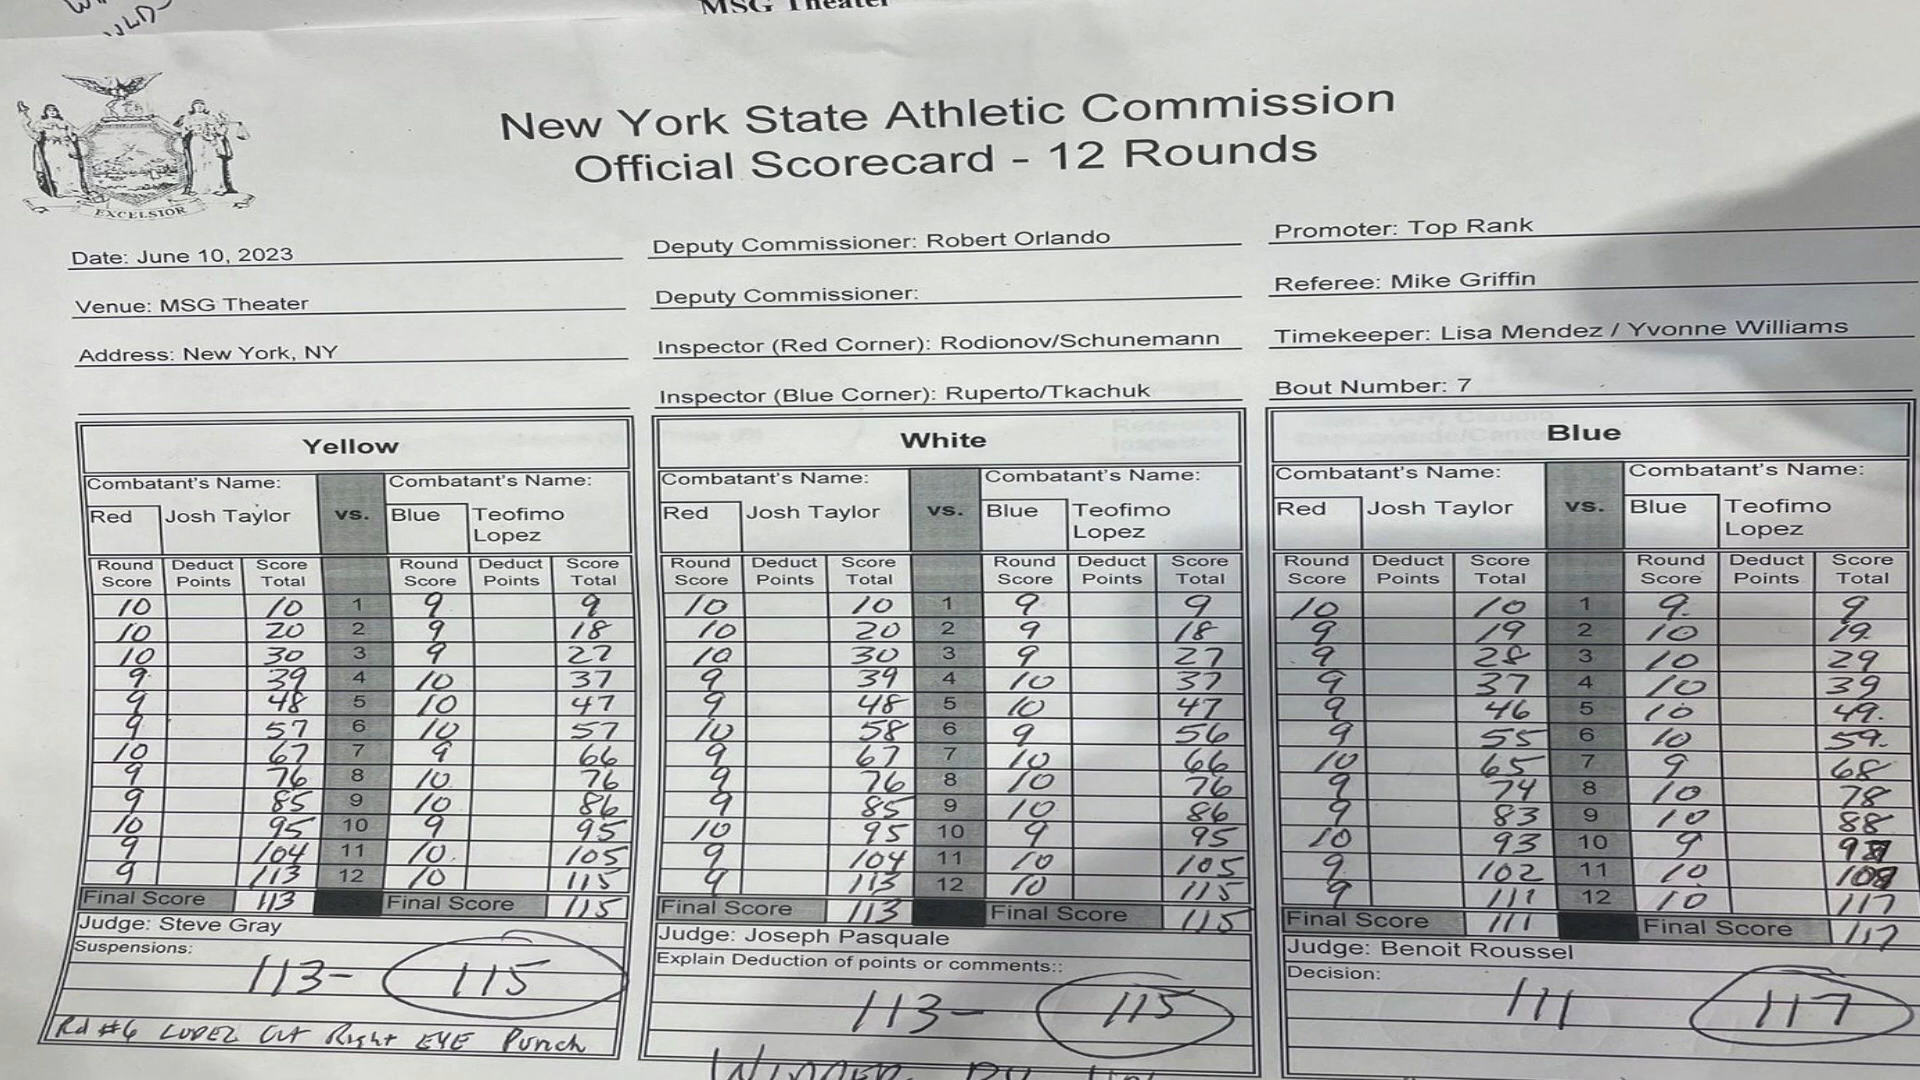 MSG Theater
New York State Athletic Commission
Official Scorecard - 12 Rounds
EXCELSIOR
Date: June 10, 2023
Venue: MSG Theater
Address: New York, NY
Deputy Commissioner: Robert Orlando
Deputy Commissioner:
Inspector (Red Corner): Rodionov/Schunemann
Inspector (Blue Corner): Ruperto/Tkachuk
Promoter: Top Rank
Referee: Mike Griffin
Timekeeper: Lisa Mendez / Yvonne Williams
Bout Number: 7
Yellow
Combatant's Name: Combatant's Name:
Red Josh Taylor vs. Blue Teofimo
Lopez
Round Deduct Score Round Deduct Score
Score Points Total Score Points Total
10 10 1 9 9
10 20 2 9 18
10 30 3 9 27
9 39 4 10 37
9 48 5 10 47
9 57 6 10 57
10 67 7 9 66
9 76 8 10 76
9 85 9 10 86
10 95 10 9 95
9 104 11 10 105
9 113 12 10 115
Final Score 113 Final Score 115
Judge: Steve Gray
Suspensions:
113- 115
Rd #6 LOPEZ Cut Right EYE Punch
White
Combatant's Name: Combatant's Name:
Red Josh Taylor vs. Blue Teofimo
Lopez
Round Deduct Score Round Deduct Score
Score Points Total Score Points Total
10 10 1 9 9
10 20 2 9 18
10 30 3 9 27
9 39 4 10 37
9 48 5 10 47
10 58 6 9 56
9 67 7 10 66
9 76 8 10 76
9 85 9 10 86
10 95 10 9 95
9 104 11 10 105
9 113 12 10 115
Final Score 113 Final Score 115
Judge: Joseph Pasquale
Explain Deduction of points or comments::
113- 115
Blue
Combatant's Name: Combatant's Name:
Red Josh Taylor vs. Blue Teofimo
Lopez
Round Deduct Score Round Deduct Score
Score Points Total Score Points Total
10 10 1 9. 9
9 19 2 10 19.
9 28 3 10 29
9 37 4 10 39
9 46 5 10 49.
9 55 6 10 59.
10 65 7 9 68
9 74 8 10 78
9 83 9 10 88
10 93 10 9
9 102 11 10
9 111 12 10 117
Final Score 111 Final Score 117
Judge: Benoit Roussel
Decision:
111 117